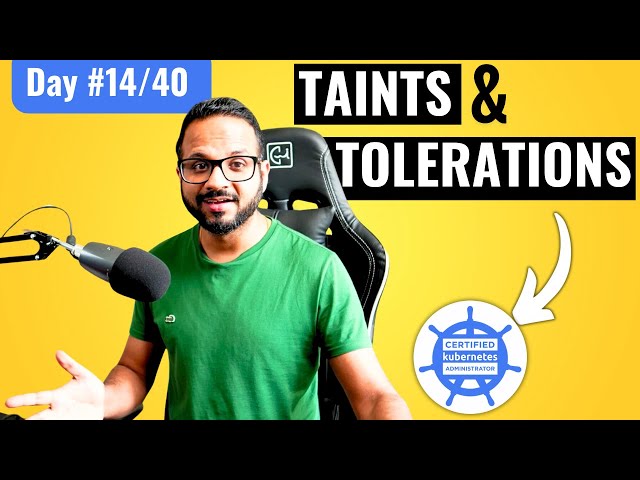 Day #14/40
TAINTS &
TOLERATIONS
CERTIFIED
kubernetes
ADMINISTRATOR